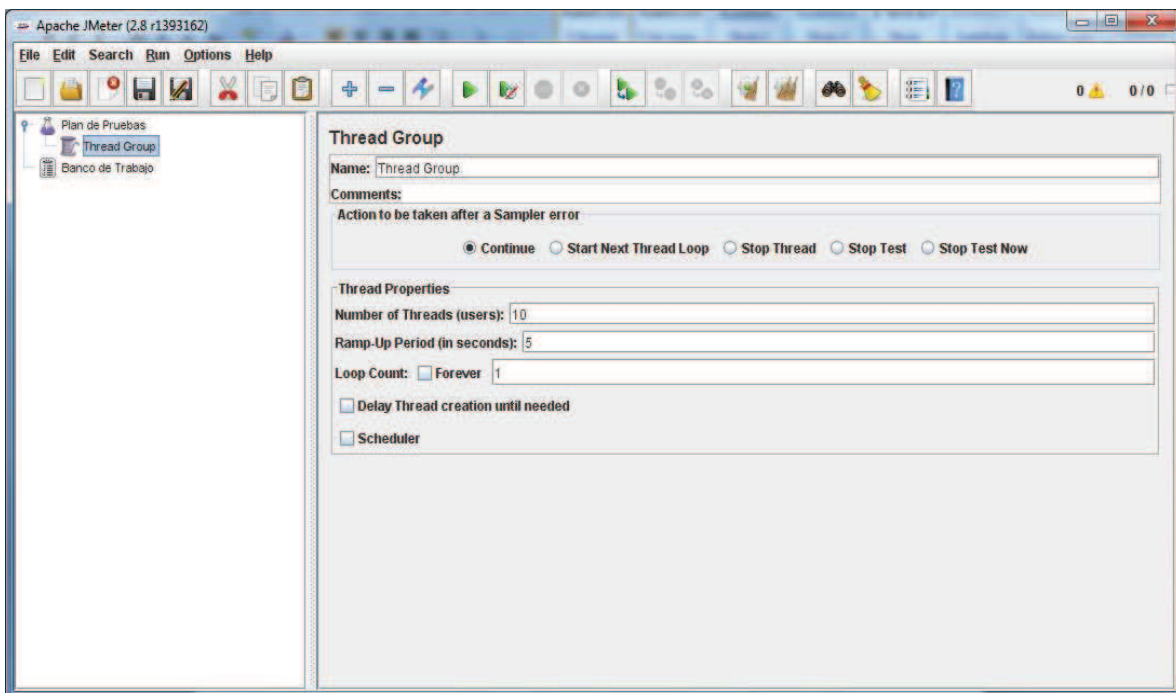 Apache JMeter (2.8 r1393162)
File Edit Search Run Options Help
0 0 / 0
Plan de Pruebas
Thread Group
Banco de Trabajo
Thread Group
Name: Thread Group
Comments:
Action to be taken after a Sampler error
Continue Start Next Thread Loop Stop Thread Stop Test Stop Test Now
Thread Properties
Number of Threads (users): 10
Ramp-Up Period (in seconds): 5
Loop Count: Forever 1
Delay Thread creation until needed
Scheduler